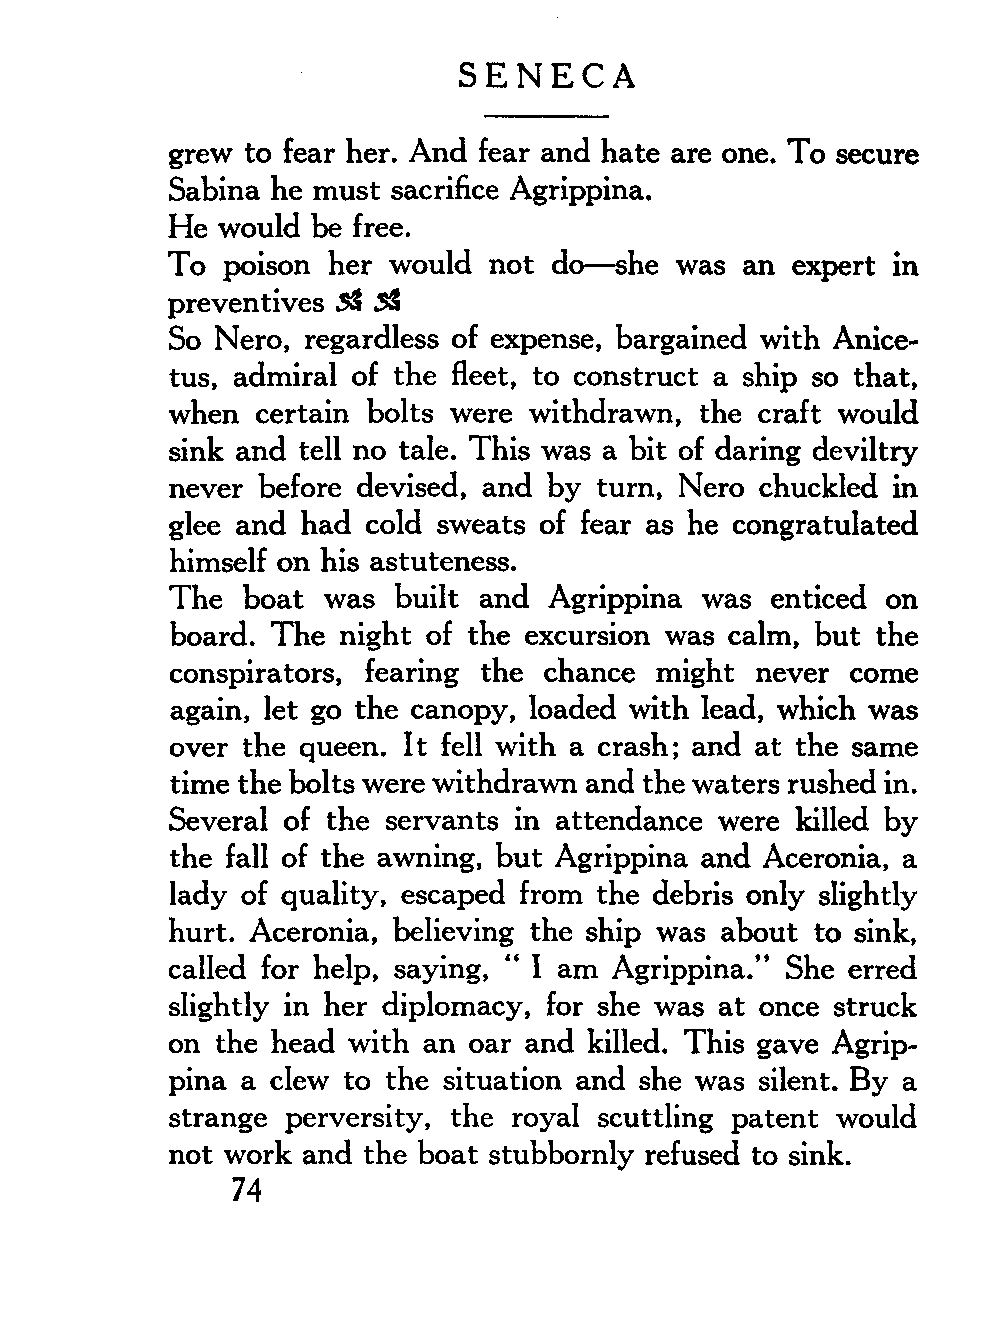 SENECA
grew to fear her. And fear and hate are one. To secure
Sabina he must sacrifice Agrippina.
He would be free.
To poison her would not do—she was an expert in
preventives
So Nero, regardless of expense, bargained with Anice-
tus, admiral of the fleet, to construct a ship so that,
when certain bolts were withdrawn, the craft would
sink and tell no tale. This was a bit of daring deviltry
never before devised, and by turn, Nero chuckled in
glee and had cold sweats of fear as he congratulated
himself on his astuteness.
The boat was built and Agrippina was enticed on
board. The night of the excursion was calm, but the
conspirators, fearing the chance might never come
again, let go the canopy, loaded with lead, which was
over the queen. It fell with a crash; and at the same
time the bolts were withdrawn and the waters rushed in.
Several of the servants in attendance were killed by
the fall of the awning, but Agrippina and Aceronia, a
lady of quality, escaped from the debris only slightly
hurt. Aceronia, believing the ship was about to sink,
called for help, saying, “ I am Agrippina.” She erred
slightly in her diplomacy, for she was at once struck
on the head with an oar and killed. This gave Agrip-
pina a clew to the situation and she was silent. By a
strange perversity, the royal scuttling patent would
not work and the boat stubbornly refused to sink.
74